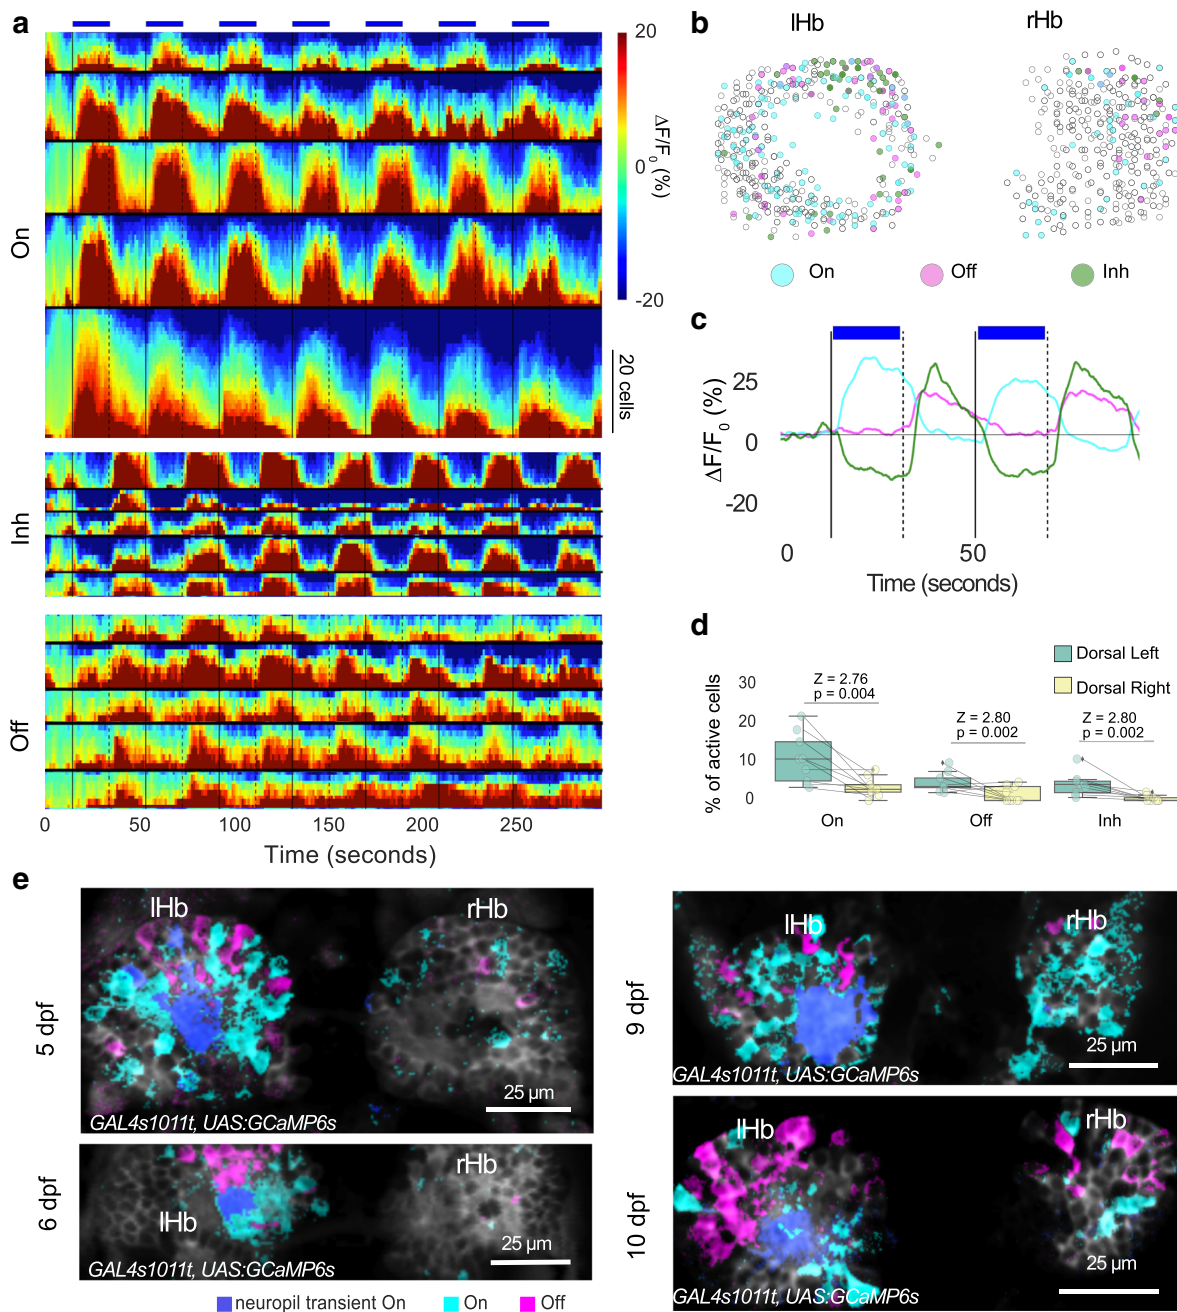 a
20
0
-20
ΔF/F0 (%)
20 cells
On
Inh
Off
0
50
100
150
200
250
Time (seconds)
b
lHb
rHb
On
Off
Inh
c
25
0
-20
ΔF/F0 (%)
0
50
Time (seconds)
d
Dorsal Left
Dorsal Right
30
20
10
0
% of active cells
Z = 2.76
p = 0.004
Z = 2.80
p = 0.002
Z = 2.80
p = 0.002
On
Off
Inh
e
lHb
rHb
5 dpf
25 µm
GAL4s1011t, UAS:GCaMP6s
rHb
lHb
6 dpf
25 µm
GAL4s1011t, UAS:GCaMP6s
lHb
rHb
9 dpf
25 µm
GAL4s1011t, UAS:GCaMP6s
lHb
rHb
10 dpf
25 µm
GAL4s1011t, UAS:GCaMP6s
neuropil transient On
On
Off